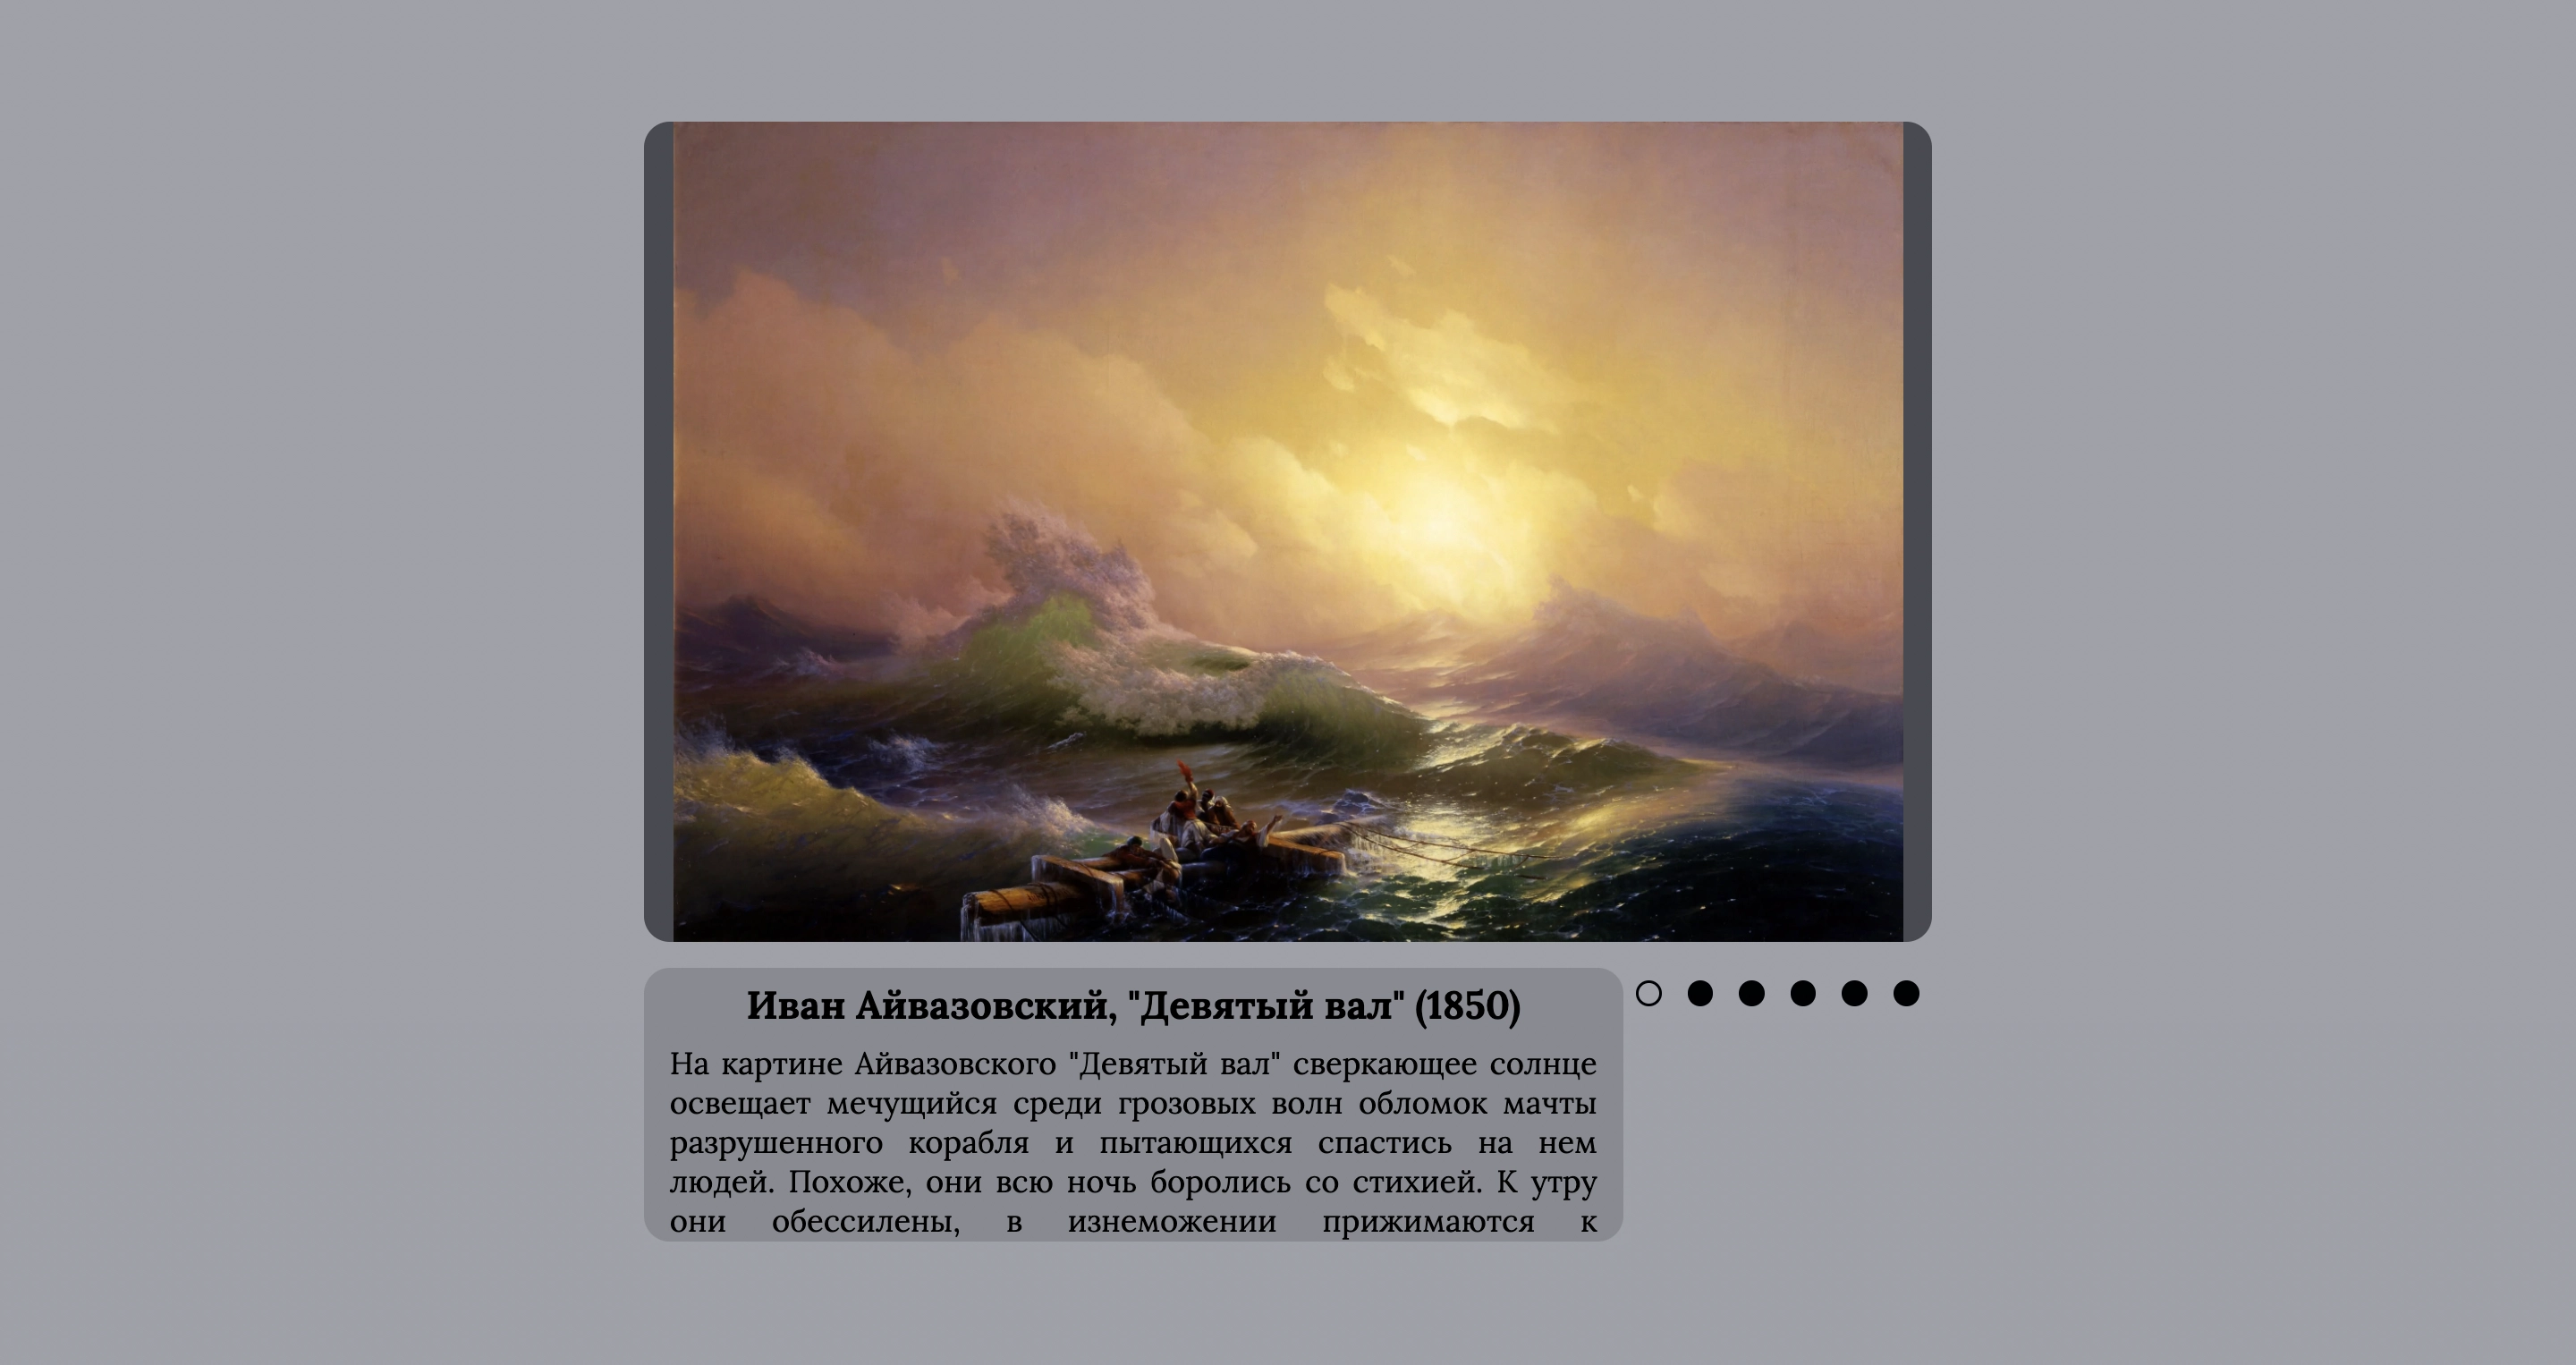 Иван Айвазовский, "Девятый вал" (1850)
На картине Айвазовского "Девятый вал" сверкающее солнце
освещает мечущийся среди грозовых волн обломок мачты
разрушенного корабля и пытающихся спастись на нем
людей. Похоже, они всю ночь боролись со стихией. К утру
они обессилены, в изнеможении прижимаются к